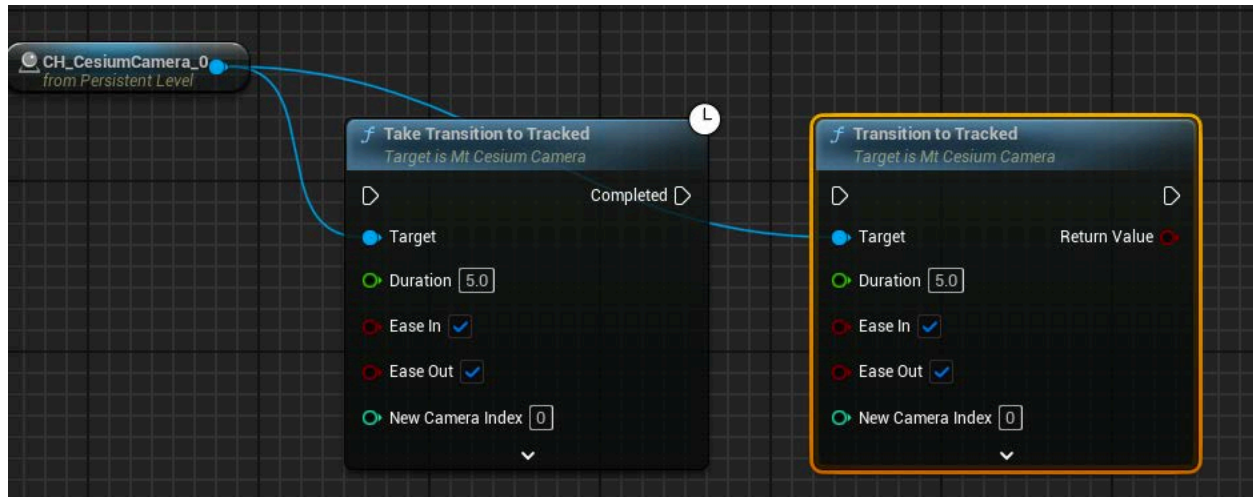 CH_CesiumCamera_0
from Persistent Level
f Take Transition to Tracked
Target is Mt Cesium Camera
Completed
Target
Duration 5.0
Ease In
Ease Out
New Camera Index 0
f Transition to Tracked
Target is Mt Cesium Camera
Target Return Value
Duration 5.0
Ease In
Ease Out
New Camera Index 0